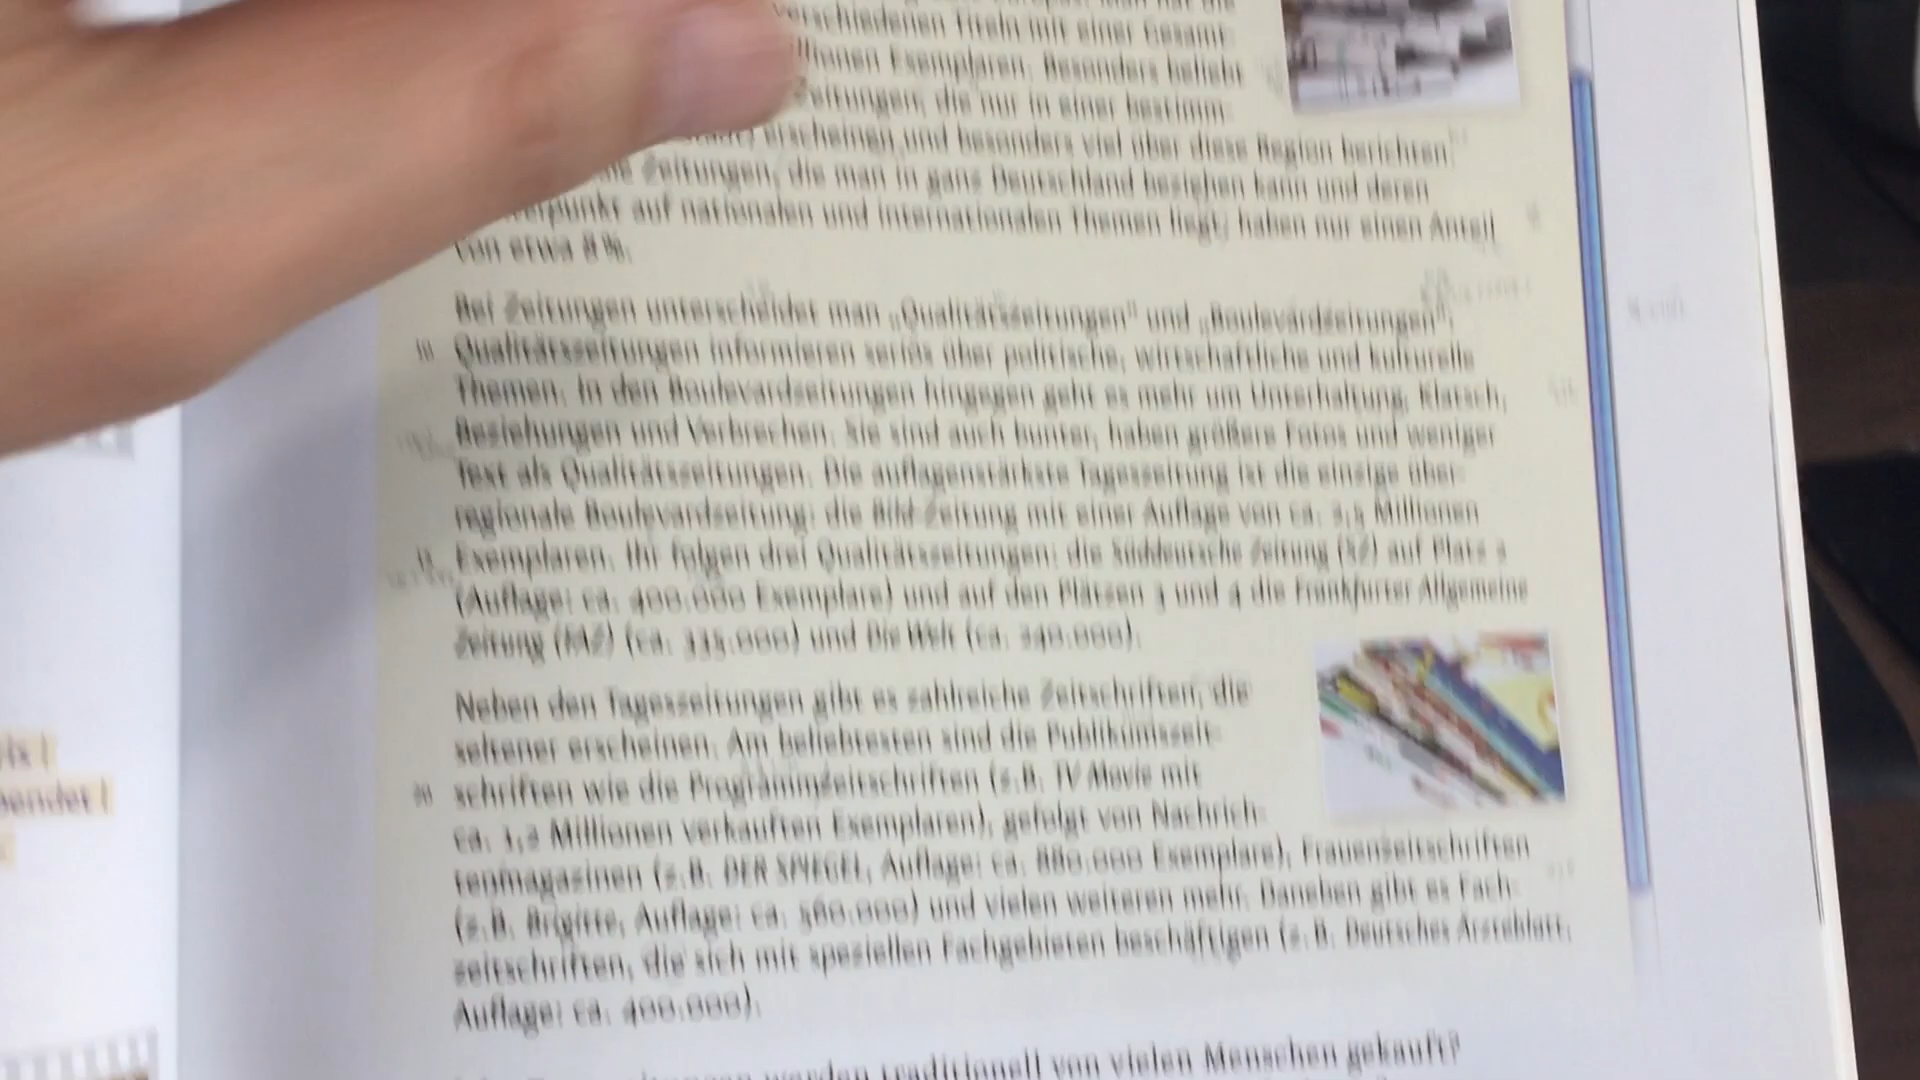 verschiedenen Titeln mit einer Gesamt-
Exemplaren. Besonders beliebt
Zeitungen, die nur in einer bestimm-
erscheinen und besonders viel über diese Region berichten.
Zeitungen, die man in ganz Deutschland beziehen kann und deren
auf nationalen und internationalen Themen liegt, haben nur einen Anteil
von etwa 8 %.
Bei Zeitungen unterscheidet man „Qualitätszeitungen" und „Boulevardzeitungen".
10 Qualitätszeitungen informieren seriös über politische, wirtschaftliche und kulturelle
Themen. In den Boulevardzeitungen hingegen geht es mehr um Unterhaltung, Klatsch,
Beziehungen und Verbrechen. Sie sind auch bunter, haben größere Fotos und weniger
Text als Qualitätszeitungen. Die auflagenstärkste Tageszeitung ist die einzige über-
regionale Boulevardzeitung: die Bild-Zeitung mit einer Auflage von ca. Millionen
15 Exemplaren. Ihr folgen drei Qualitätszeitungen: die Süddeutsche Zeitung (SZ) auf Platz 2
(Auflage: ca. 400.000 Exemplare) und auf den Plätzen 3 und 4 die Frankfurter Allgemeine
Zeitung (FAZ) (ca. 335.000) und Die Welt (ca. 240.000).
Neben den Tageszeitungen gibt es zahlreiche Zeitschriften, die
seltener erscheinen. Am beliebtesten sind die Publikumszeit-
20 schriften wie die Programmzeitschriften (z.B. TV Movie mit
ca. 1,2 Millionen verkauften Exemplaren), gefolgt von Nachrich-
tenmagazinen (z.B. DER SPIEGEL, Auflage: ca. 880.000 Exemplare), Frauenzeitschriften
(z.B. Brigitte, Auflage: ca. 560.000) und vielen weiteren mehr. Daneben gibt es Fach-
zeitschriften, die sich mit speziellen Fachgebieten beschäftigen (z.B. Deutsches Ärzteblatt,
Auflage: ca. 400.000).
werden traditionell von vielen Menschen gekauft?